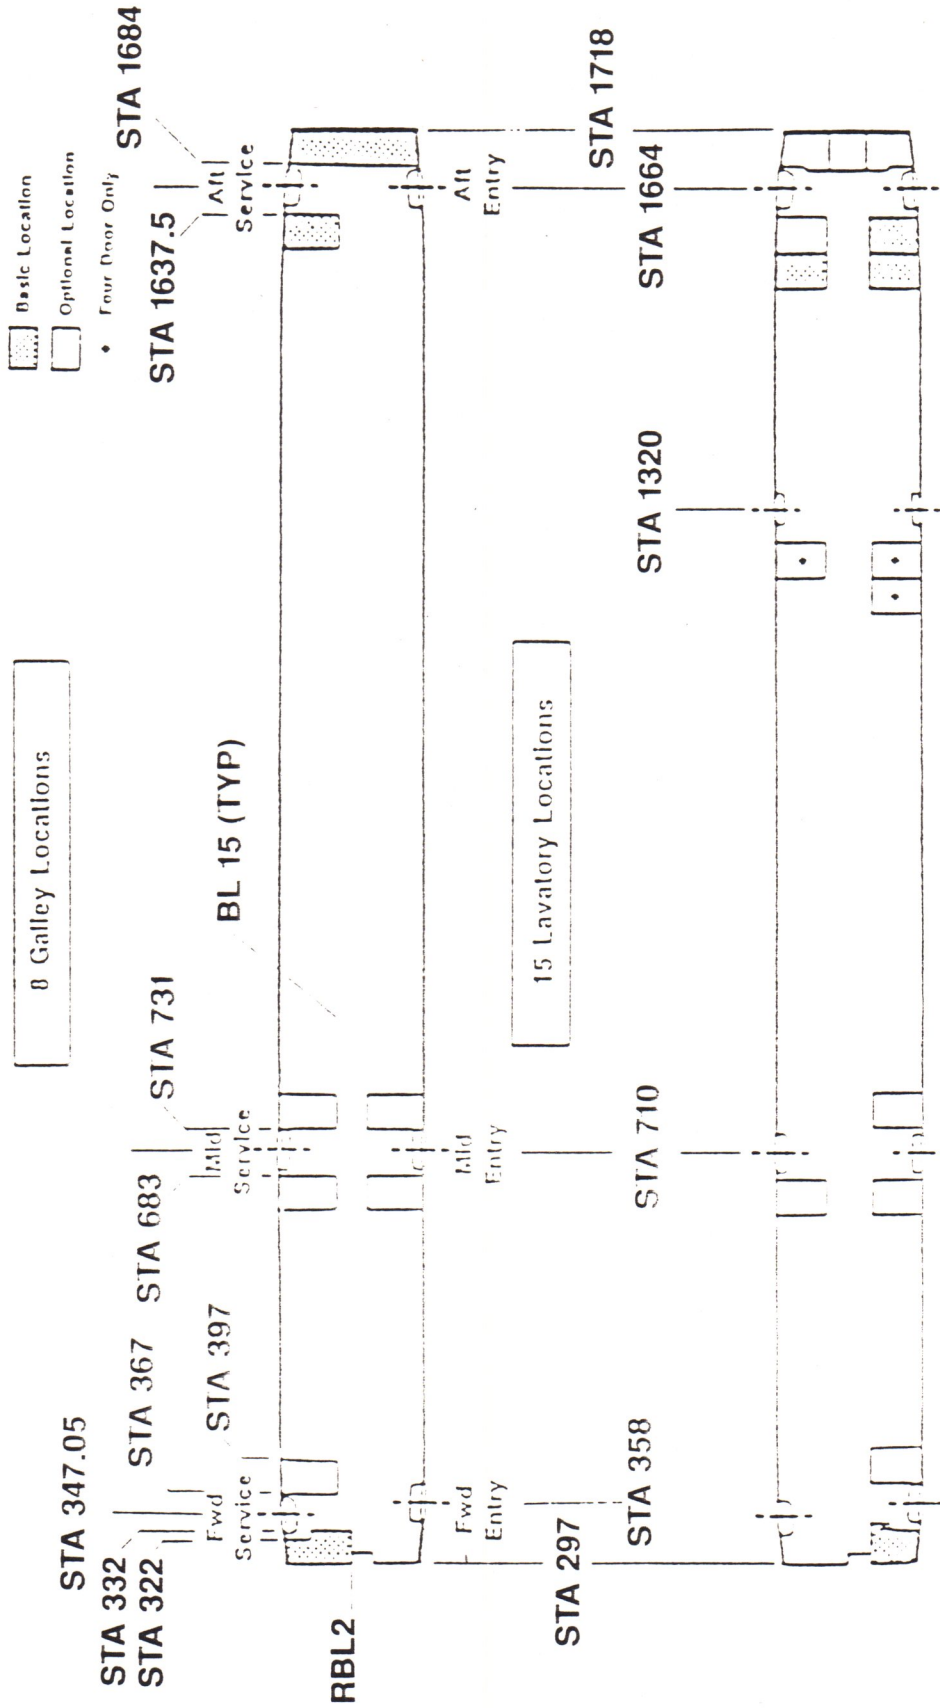 8 Galley Locations
Basic Location
Optional Location
Four Door Only
STA 347.05
STA 332
STA 322
STA 367
STA 397
STA 683
STA 731
STA 1637.5
STA 1684
Fwd
Service
Mid
Service
Aft
Service
BL 15 (TYP)
RBL2
Fwd
Entry
Mid
Entry
Aft
Entry
15 Lavatory Locations
STA 297
STA 358
STA 710
STA 1320
STA 1664
STA 1718